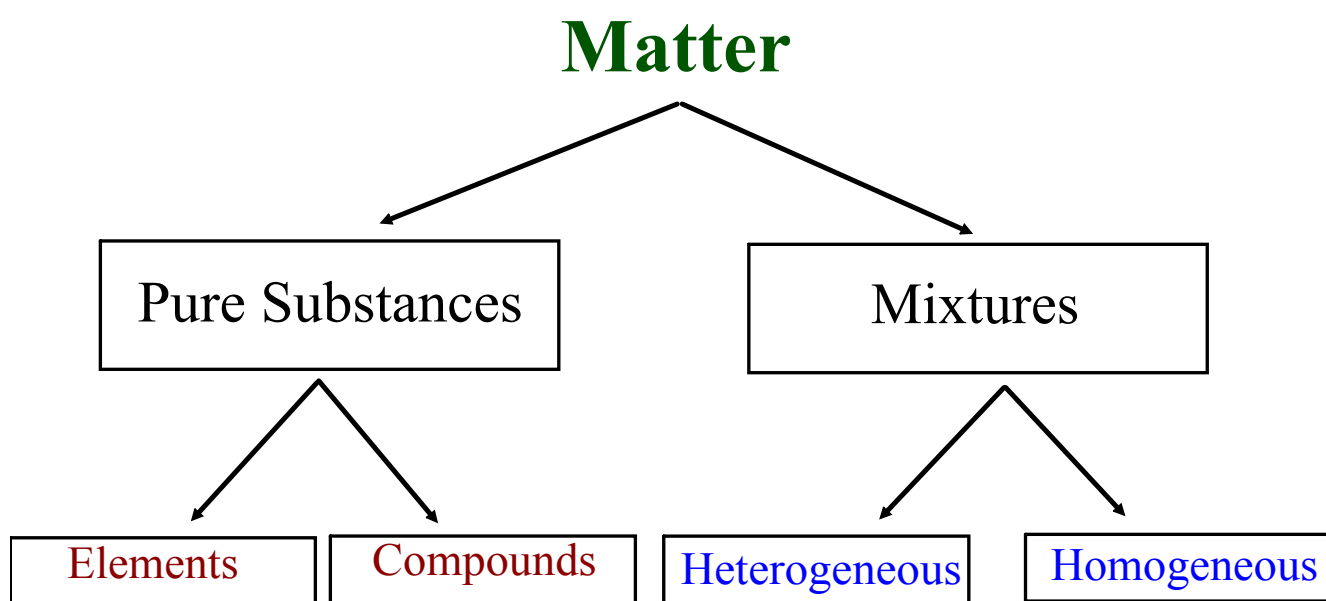 Matter
Pure Substances
Mixtures
Elements
Compounds
Heterogeneous
Homogeneous